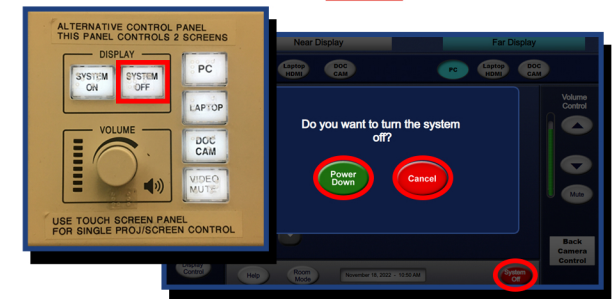 ALTERNATIVE CONTROL PANEL
THIS PANEL CONTROLS 2 SCREENS
DISPLAY
SYSTEM
ON
SYSTEM
OFF
PC
LAPTOP
DOC
CAM
VIDEO
MUTE
VOLUME
USE TOUCH SCREEN PANEL
FOR SINGLE PROJ/SCREEN CONTROL
Near Display
Far Display
Laptop
HDMI
DOC
CAM
PC
Laptop
HDMI
DOC
CAM
Volume
Control
Do you want to turn the system
off?
Power
Down
Cancel
Mute
Back
Camera
Control
Display
Control
Help
Room
Mode
November 16, 2022 - 10:50 AM
System
Off